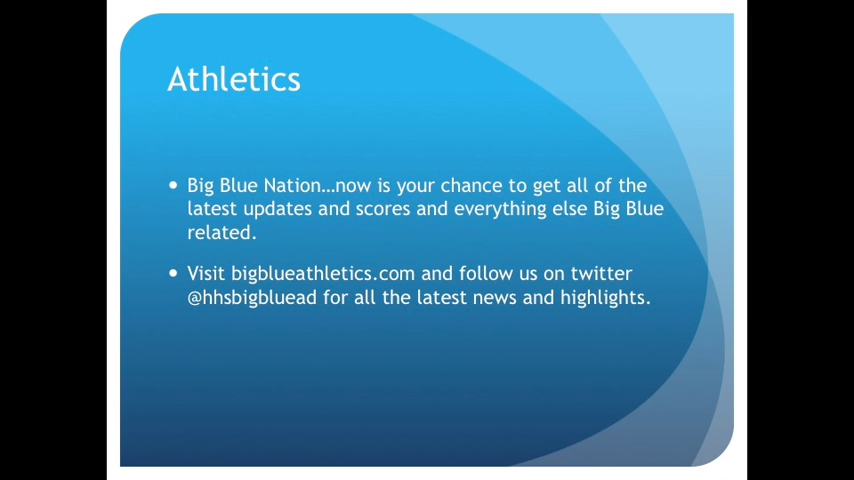 Athletics
• Big Blue Nation…now is your chance to get all of the
latest updates and scores and everything else Big Blue
related.
• Visit bigblueathletics.com and follow us on twitter
@hhsbigbluead for all the latest news and highlights.